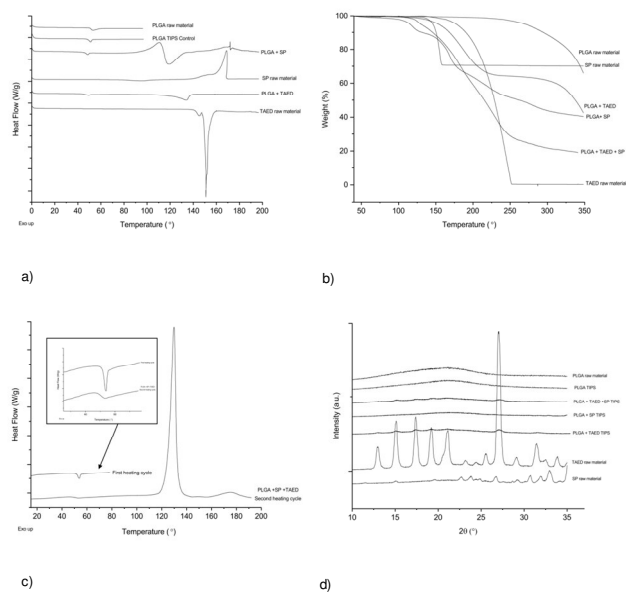 PLGA raw material
PLGA TIPS Control
PLGA + SP
SP raw material
PLGA + TAED
TAED raw material
Heat Flow (W/g)
0 20 40 60 80 100 120 140 160 180 200
Exo up
Temperature (°)
a)
100
80
60
40
20
0
Weight (%)
PLGA raw material
SP raw material
PLGA + TAED
PLGA+ SP
PLGA + TAED + SP
TAED raw material
50 100 150 200 250 300 350
Temperature (°)
b)
Heat Flow (W/g)
First heating cycle
PLGA +SP +TAED
Second heating cycle
20 40 60 80 100 120 140 160 180 200
Exo up
Temperature (°)
c)
Intensity (a.u.)
PLGA raw material
PLGA TIPS
PLGA + TAED +SP TIPS
PLGA + SP TIPS
PLGA + TAED TIPS
TAED raw material
SP raw material
10 15 20 25 30 35
2θ (°)
d)